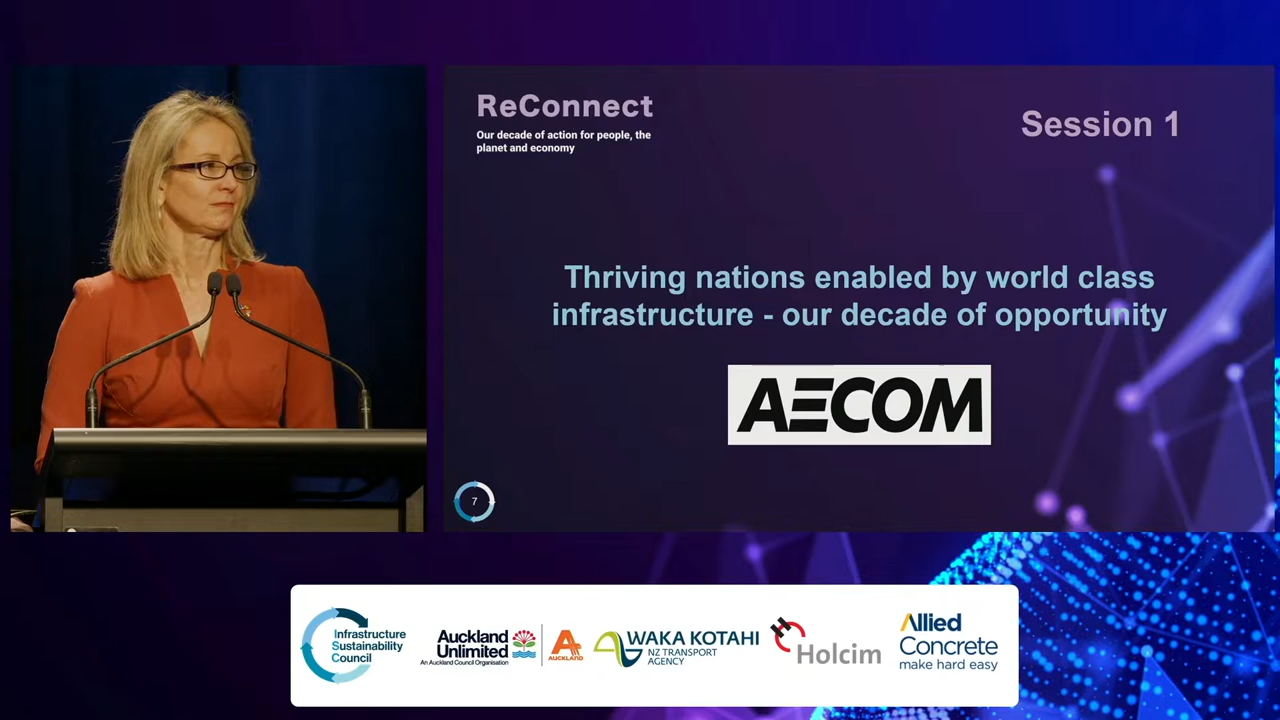 ReConnect
Our decade of action for people, the
planet and economy
Session 1
Thriving nations enabled by world class
infrastructure - our decade of opportunity
AECOM
7
Infrastructure
Sustainability
Council
Auckland
Unlimited
An Auckland Council Organisation
AUCKLAND
WAKA KOTAHI
NZ TRANSPORT
AGENCY
Holcim
Allied
Concrete
make hard easy